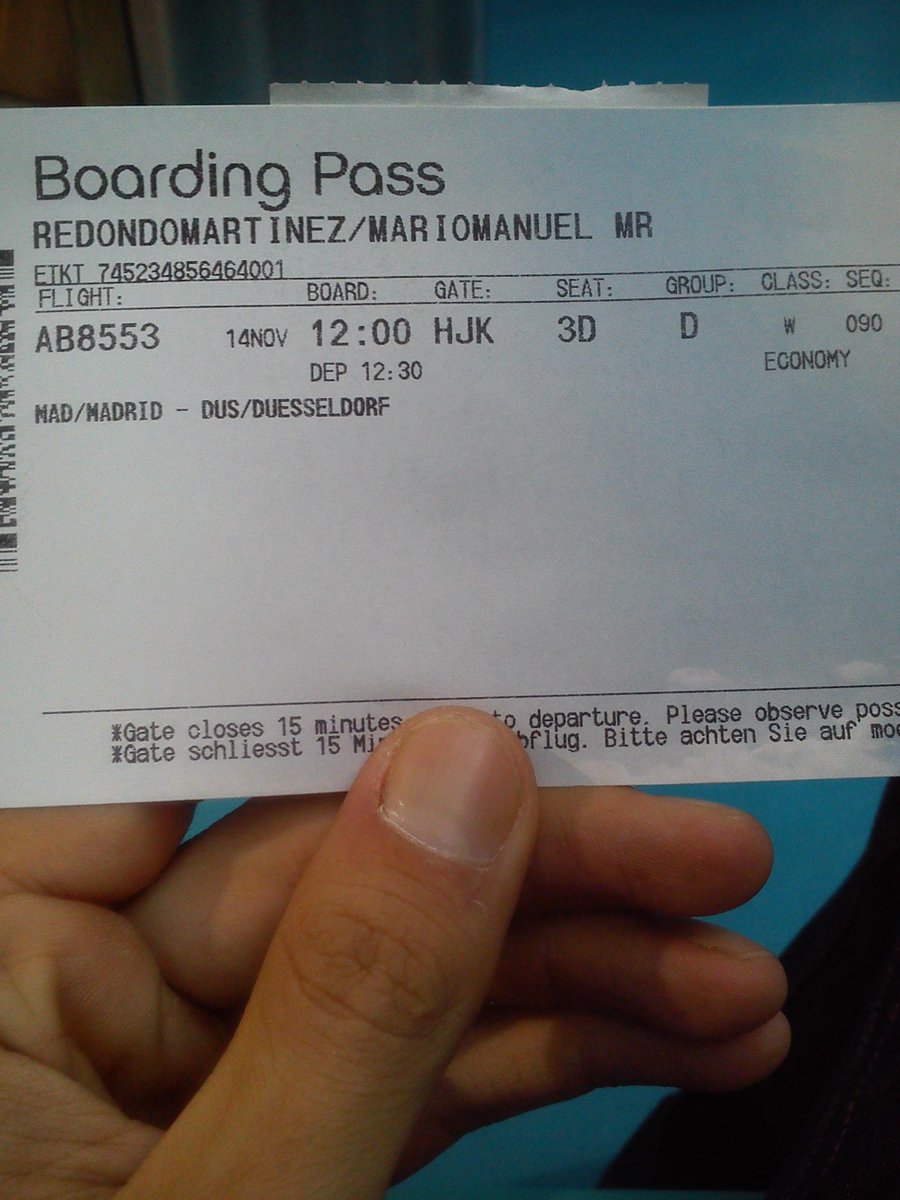 Boarding Pass
REDONDOMARTINEZ/MARIOMANUEL MR
ETKT 745234856464001
FLIGHT: BOARD: GATE: SEAT: GROUP: CLASS: SEQ:
AB8553 14NOV 12:00 HJK 3D D W 090
DEP 12:30 ECONOMY
MAD/MADRID - DUS/DUESSELDORF
*Gate closes 15 minutes to departure. Please observe
*Gate schliesst 15 Bitte achten Sie auf